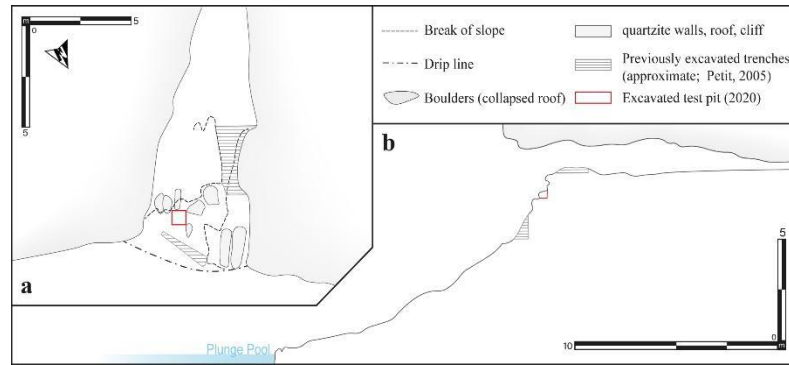 m
5
0
N
5
a
Break of slope
Drip line
Boulders (collapsed roof)
quartzite walls, roof, cliff
Previously excavated trenches
(approximate; Petit, 2005)
Excavated test pit (2020)
b
5
0
10
m
Plunge Pool